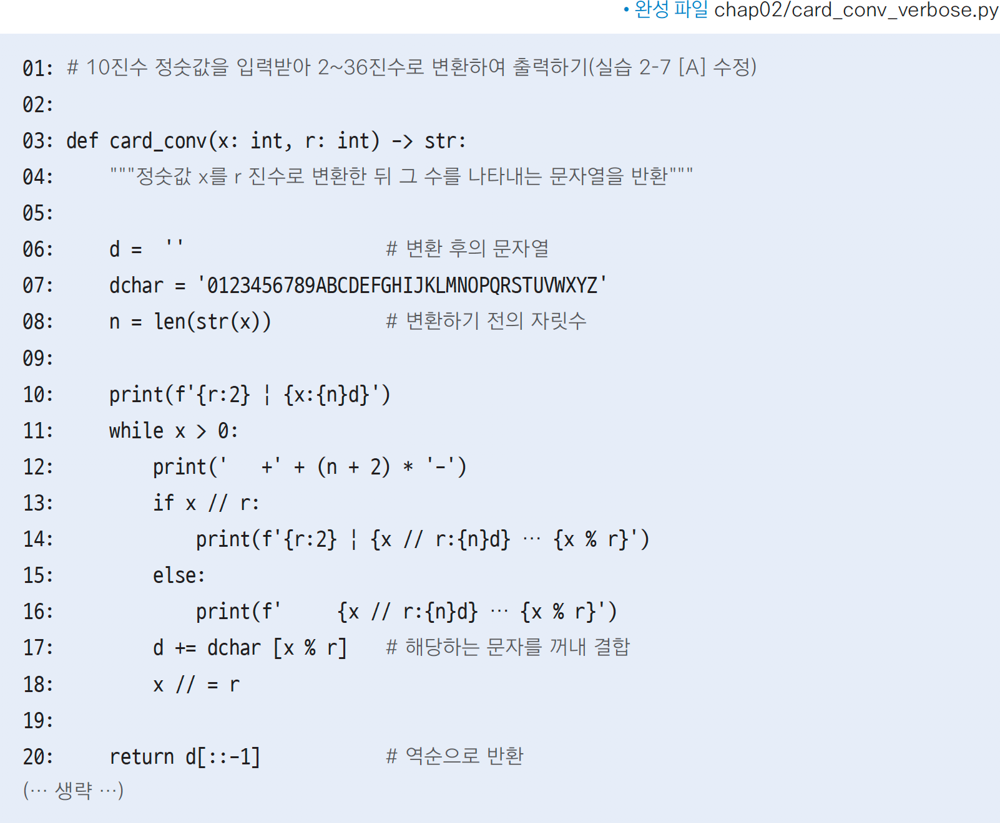 • 완성 파일 chap02/card_conv_verbose.py
01: # 10진수 정숫값을 입력받아 2~36진수로 변환하여 출력하기(실습 2-7 [A] 수정)
02:
03: def card_conv(x: int, r: int) -> str:
04:     """정숫값 x를 r 진수로 변환한 뒤 그 수를 나타내는 문자열을 반환"""
05:
06:     d =  ''                   # 변환 후의 문자열
07:     dchar = '0123456789ABCDEFGHIJKLMNOPQRSTUVWXYZ'
08:     n = len(str(x))           # 변환하기 전의 자릿수
09:
10:     print(f'{r:2} ¦ {x:{n}d}')
11:     while x > 0:
12:         print('   +' + (n + 2) * '-')
13:         if x // r:
14:             print(f'{r:2} ¦ {x // r:{n}d} … {x % r}')
15:         else:
16:             print(f'     {x // r:{n}d} … {x % r}')
17:         d += dchar [x % r]    # 해당하는 문자를 꺼내 결합
18:         x // = r
19:
20:     return d[::-1]            # 역순으로 반환
(… 생략 …)